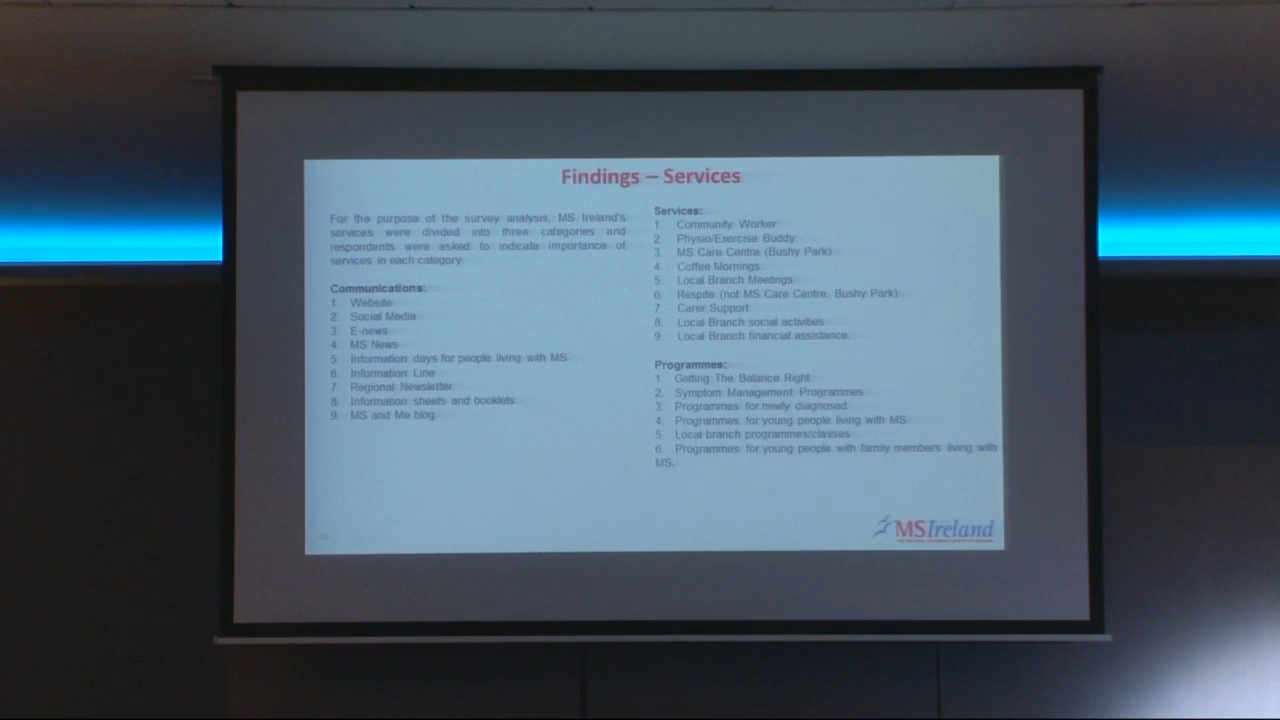 Findings – Services
For the purpose of the survey analysis, MS Ireland's
services were divided into three categories and
respondents were asked to indicate importance of
services in each category.
Communications:
1. Website
2. Social Media
3. E-news
4. MS News
5. Information days for people living with MS
6. Information Line
7. Regional Newsletter
8. Information sheets and booklets
9. MS and Me blog
Services:
1. Community Worker
2. Physio/Exercise Buddy
3. MS Care Centre (Bushy Park)
4. Coffee Mornings
5. Local Branch Meetings
6. Respite (not MS Care Centre, Bushy Park)
7. Carer Support
8. Local Branch social activities
9. Local Branch financial assistance
Programmes:
1. Getting The Balance Right
2. Symptom Management Programmes
3. Programmes for newly diagnosed
4. Programmes for young people living with MS
5. Local branch programmes/classes
6. Programmes for young people with family members living with
MS.
MSIreland